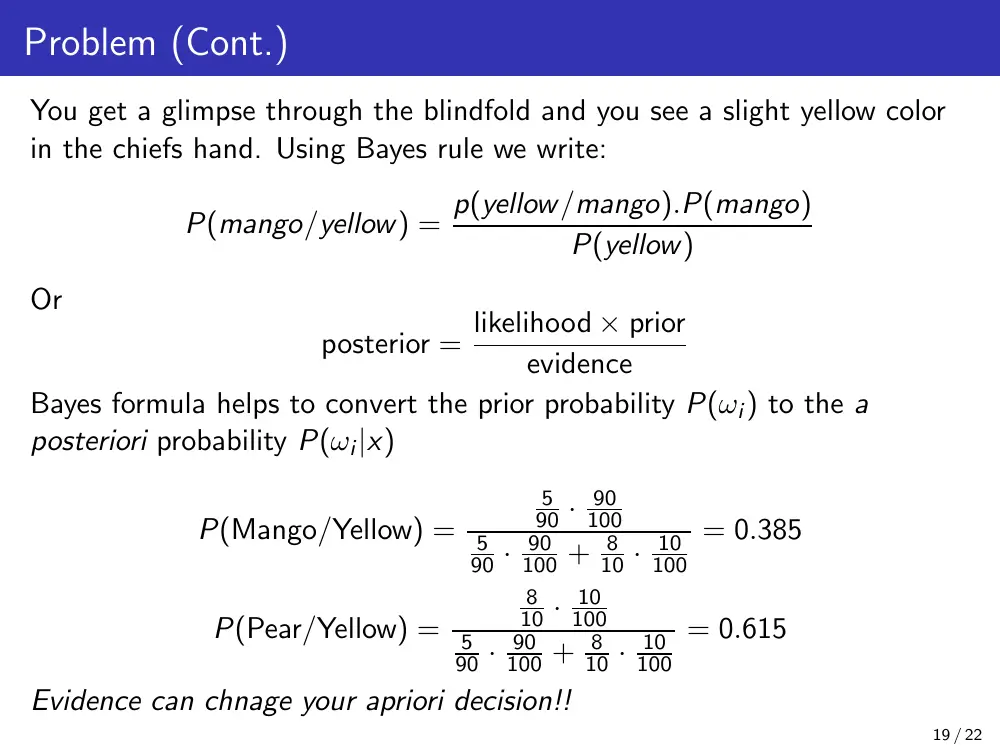 Problem (Cont.)
You get a glimpse through the blindfold and you see a slight yellow color
in the chiefs hand. Using Bayes rule we write:
P(mango/yellow) = p(yellow/mango).P(mango) / P(yellow)
Or
posterior = likelihood × prior / evidence
Bayes formula helps to convert the prior probability P(ωᵢ) to the a
posteriori probability P(ωᵢ|x)
P(Mango/Yellow) = (5/90 · 90/100) / (5/90 · 90/100 + 8/10 · 10/100) = 0.385
P(Pear/Yellow) = (8/10 · 10/100) / (5/90 · 90/100 + 8/10 · 10/100) = 0.615
Evidence can chnage your apriori decision!!
19 / 22